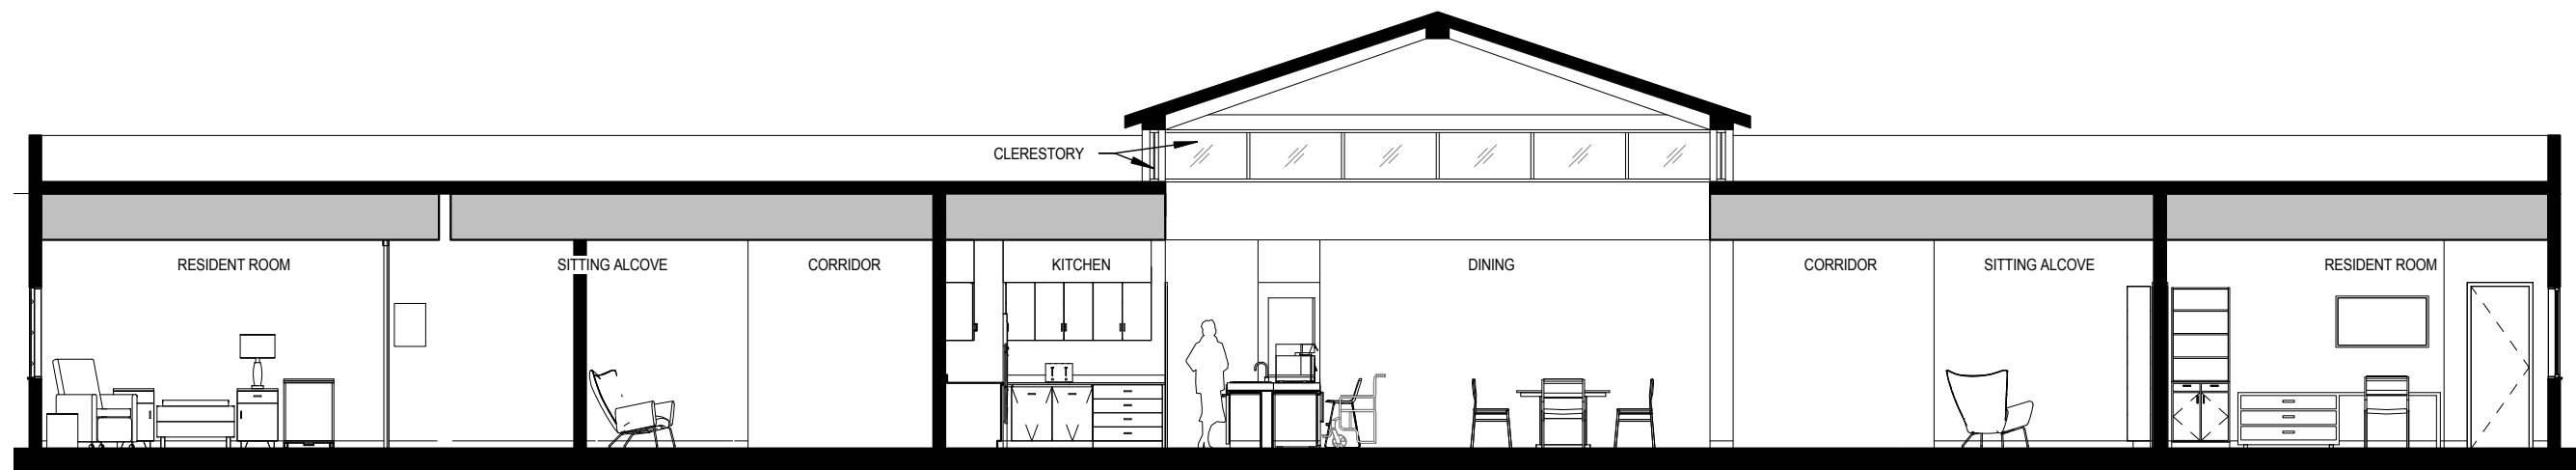 CLERESTORY
RESIDENT ROOM
SITTING ALCOVE
CORRIDOR
KITCHEN
DINING
CORRIDOR
SITTING ALCOVE
RESIDENT ROOM